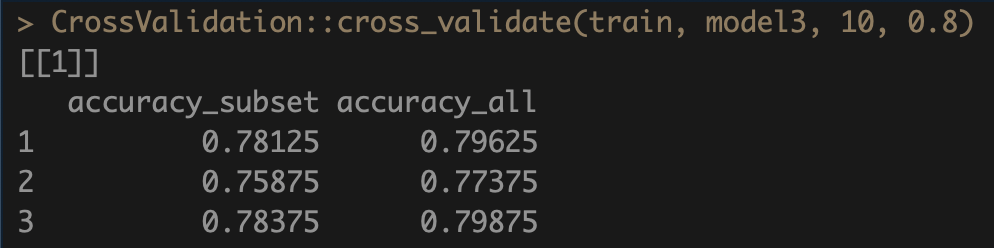 > CrossValidation::cross_validate(train, model3, 10, 0.8)
[[1]]
accuracy_subset accuracy_all
1 0.78125 0.79625
2 0.75875 0.77375
3 0.78375 0.79875